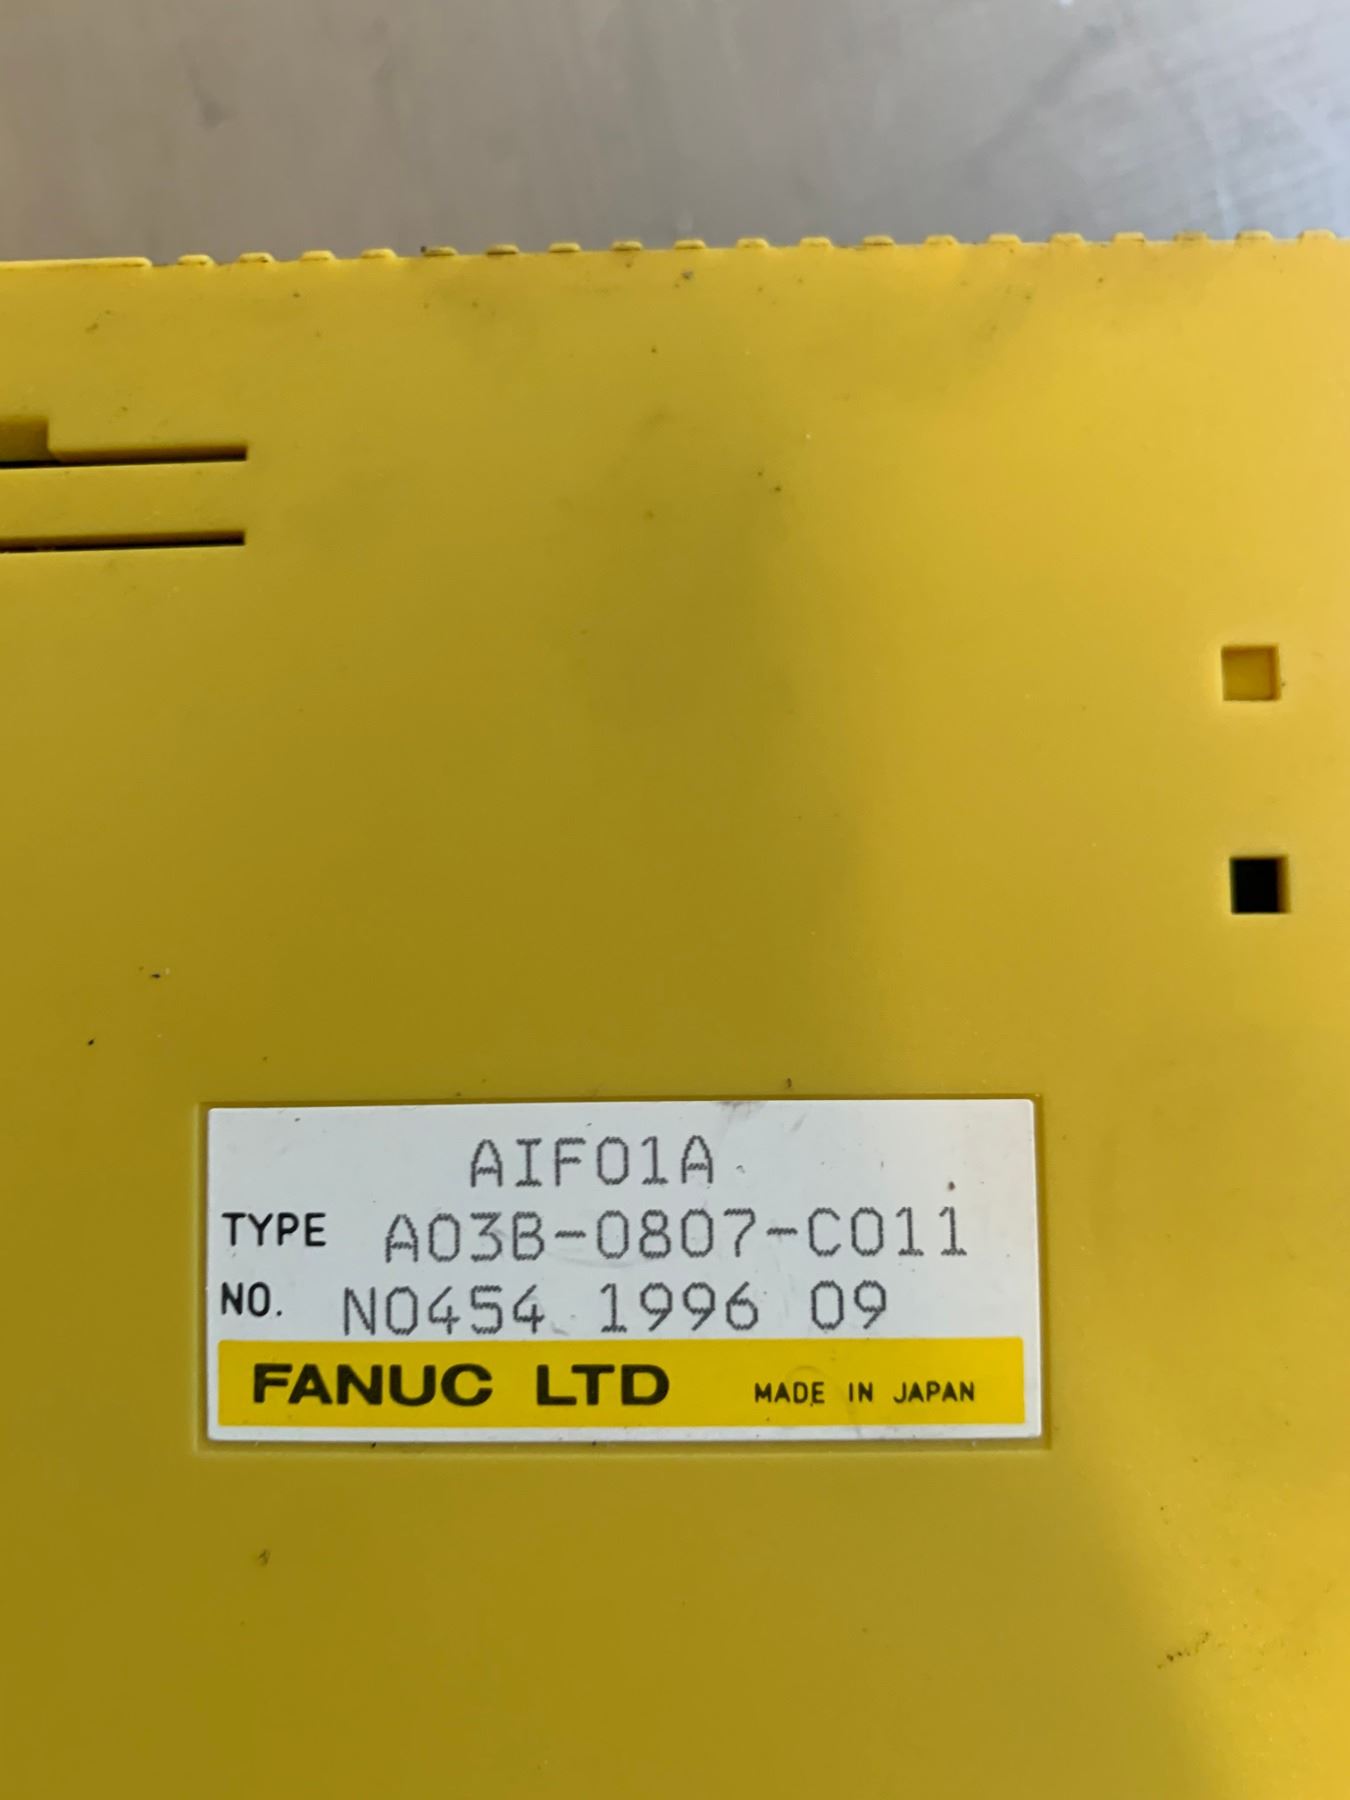 AIF01A
TYPE A03B-0807-C011
NO. N0454 1996 09
FANUC LTD MADE IN JAPAN